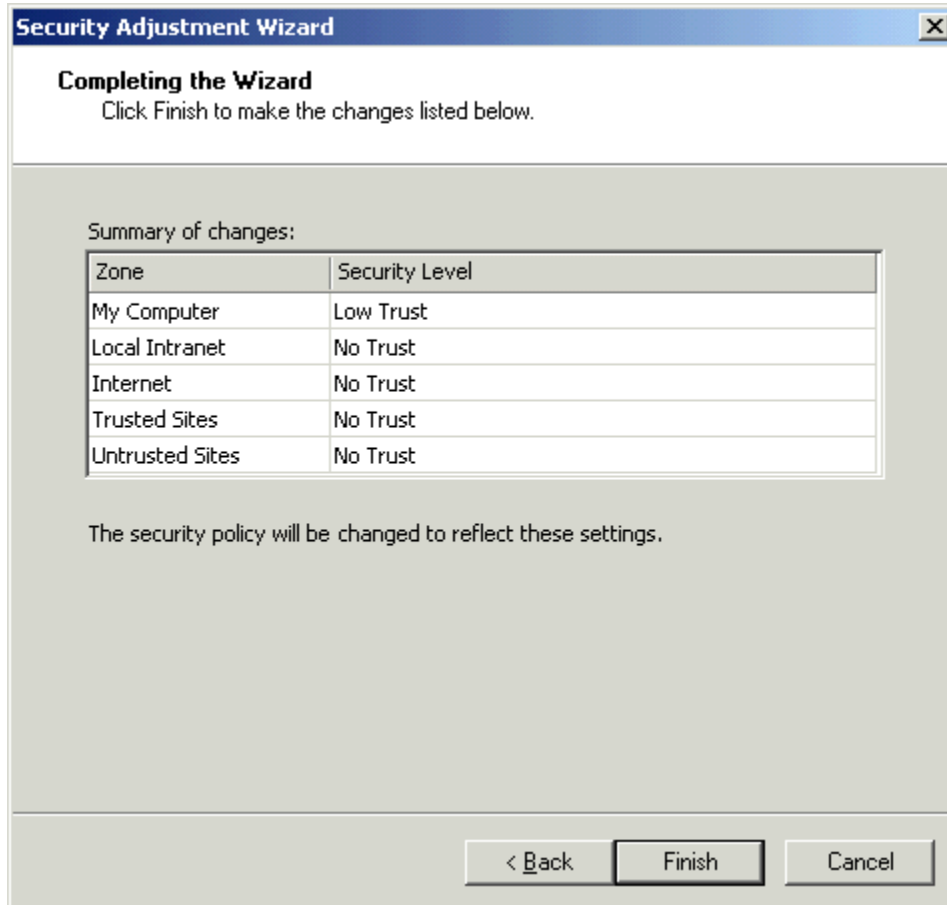 Security Adjustment Wizard
Completing the Wizard
Click Finish to make the changes listed below.
Summary of changes:
Zone Security Level
My Computer Low Trust
Local Intranet No Trust
Internet No Trust
Trusted Sites No Trust
Untrusted Sites No Trust
The security policy will be changed to reflect these settings.
< Back Finish Cancel